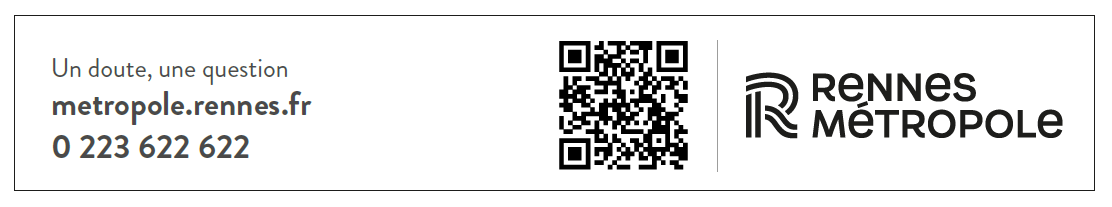 Un doute, une question
metropole.rennes.fr
0 223 622 622
RENNES
MÉTROPOLE